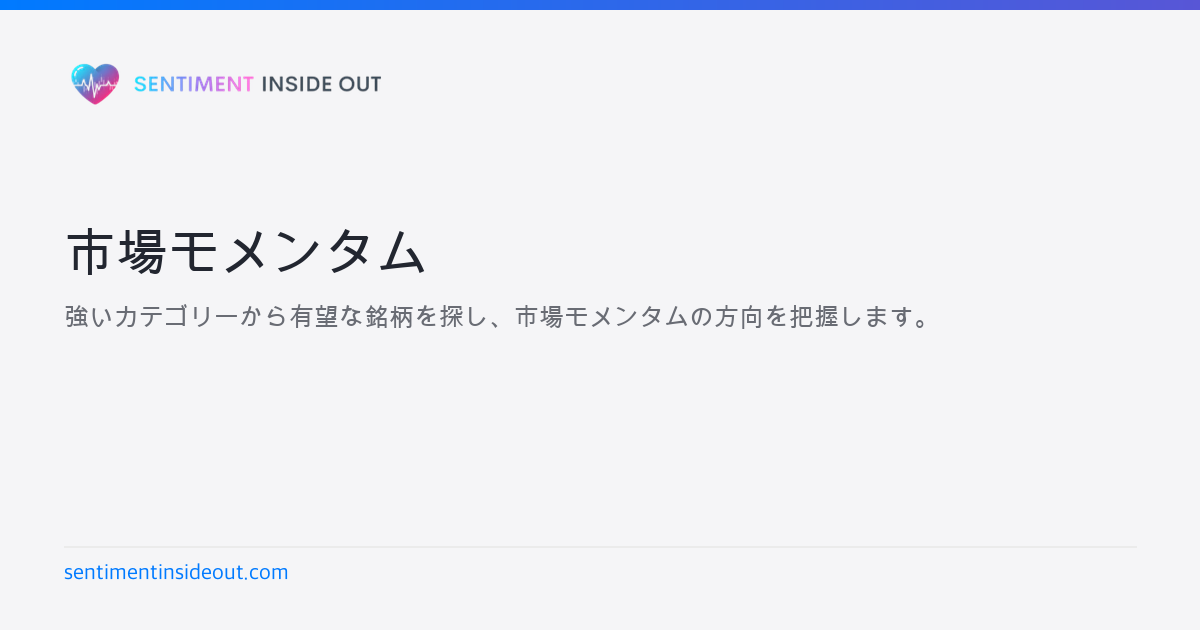 SENTIMENT INSIDE OUT
市場モメンタム
強いカテゴリーから有望な銘柄を探し、市場モメンタムの方向を把握します。
sentimentinsideout.com